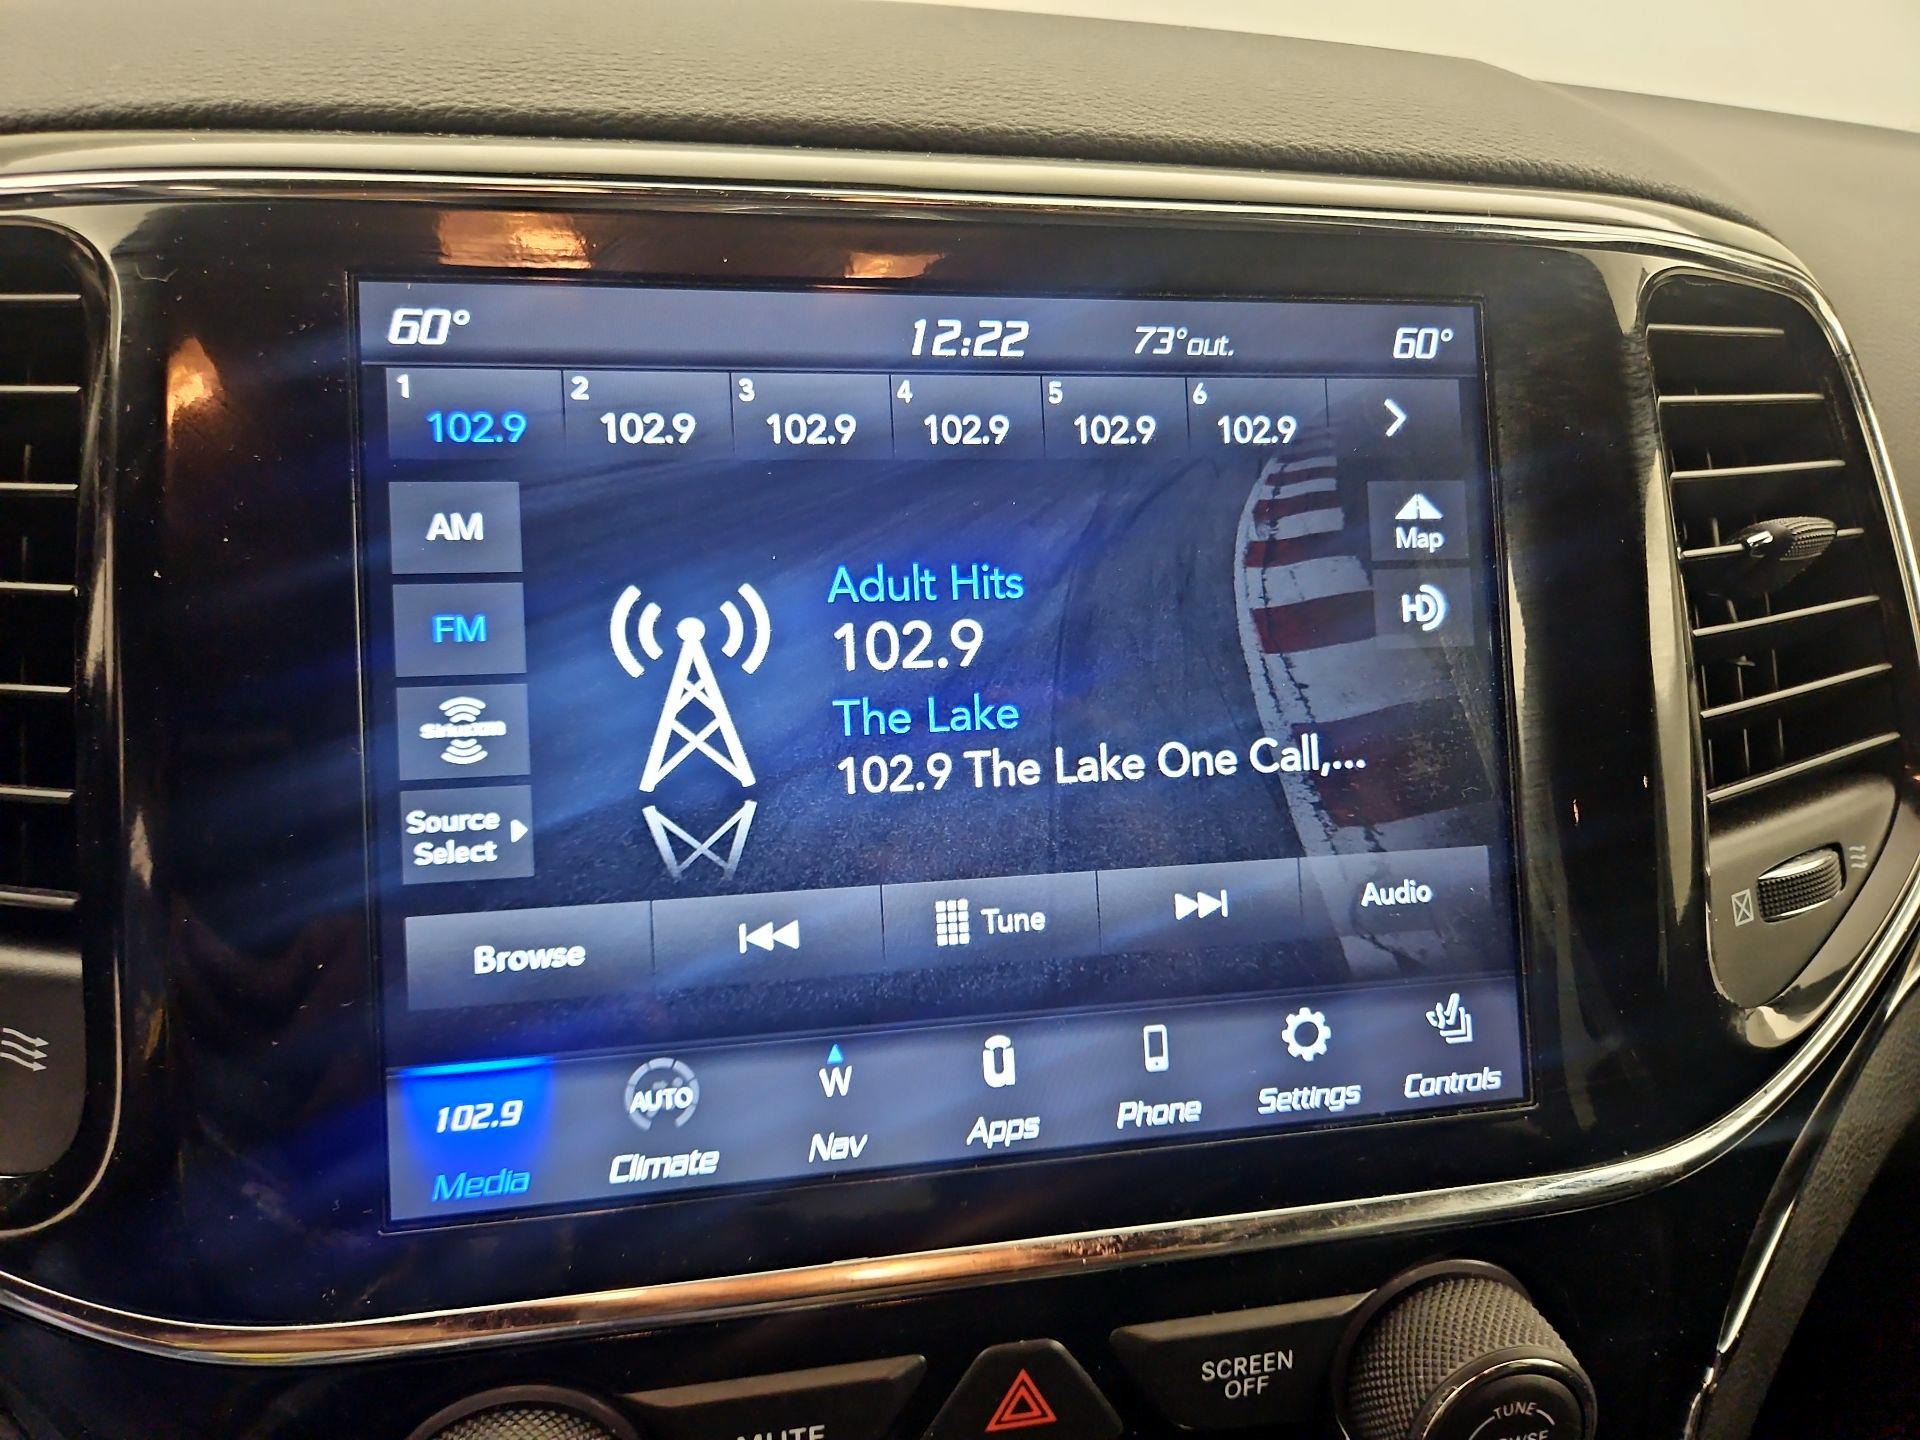 60° 12:22 73°out. 60°
1 2 3 4 5 6
102.9 102.9 102.9 102.9 102.9 102.9
AM
FM
SiriusXM
Source
Select
Map
HD
Adult Hits
102.9
The Lake
102.9 The Lake One Call,...
Browse Tune Audio
102.9 AUTO W
Media Climate Nav Apps Phone Settings Controls
MUTE
SCREEN
OFF
TUNE
BROWSE